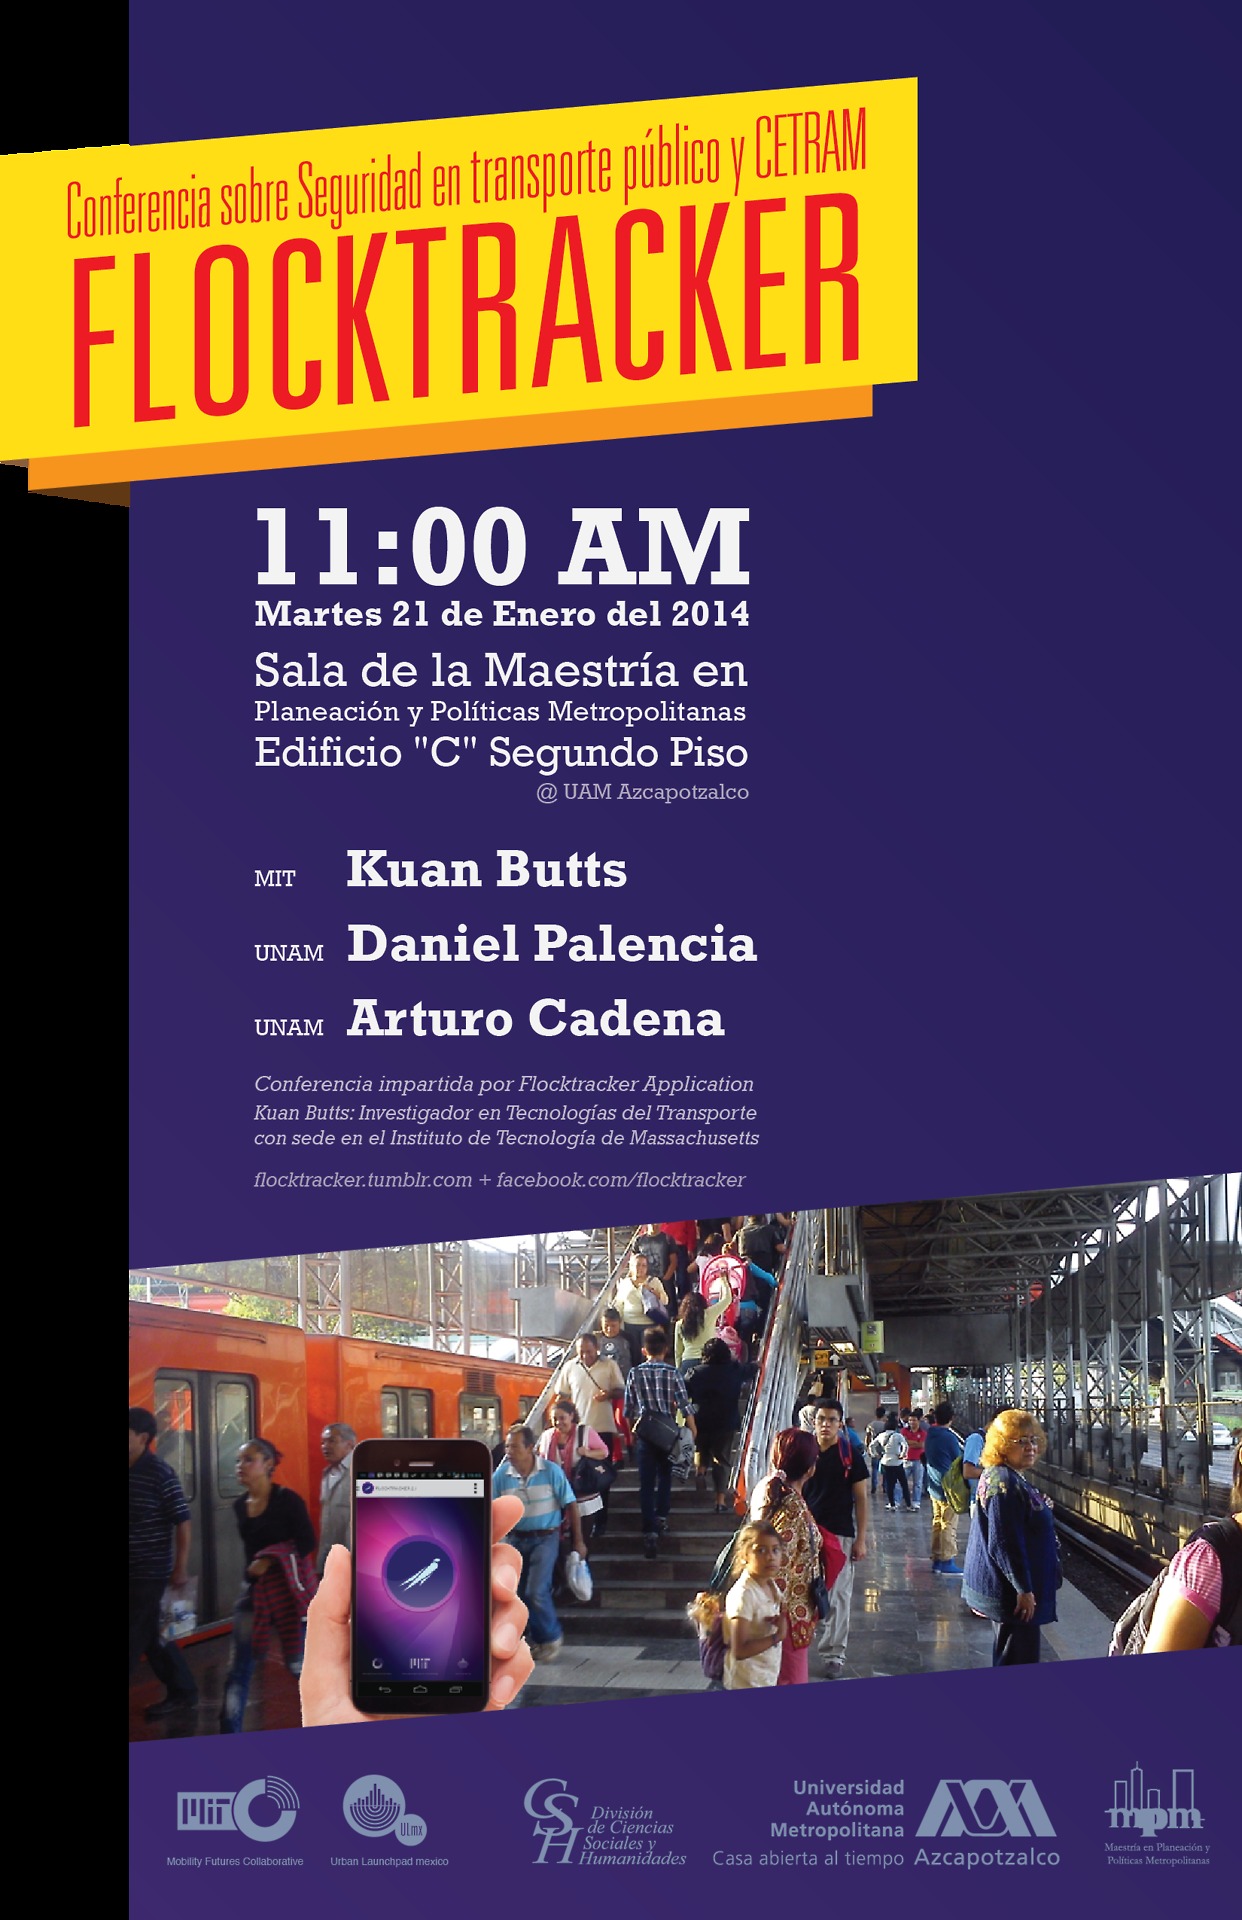 Conferencia sobre Seguridad en transporte público y CETRAM
FLOCKTRACKER
11:00 AM
Martes 21 de Enero del 2014
Sala de la Maestría en
Planeación y Políticas Metropolitanas
Edificio "C" Segundo Piso
@ UAM Azcapotzalco
MIT Kuan Butts
UNAM Daniel Palencia
UNAM Arturo Cadena
Conferencia impartida por Flocktracker Application
Kuan Butts: Investigador en Tecnologías del Transporte
con sede en el Instituto de Tecnología de Massachusetts
flocktracker.tumblr.com + facebook.com/flocktracker
MIT
Mobility Futures Collaborative
ULmx
Urban Launchpad mexico
CSH
División
de Ciencias
Sociales y
Humanidades
Universidad
Autónoma
Metropolitana
Casa abierta al tiempo Azcapotzalco
mpm
Maestría en Planeación y
Políticas Metropolitanas